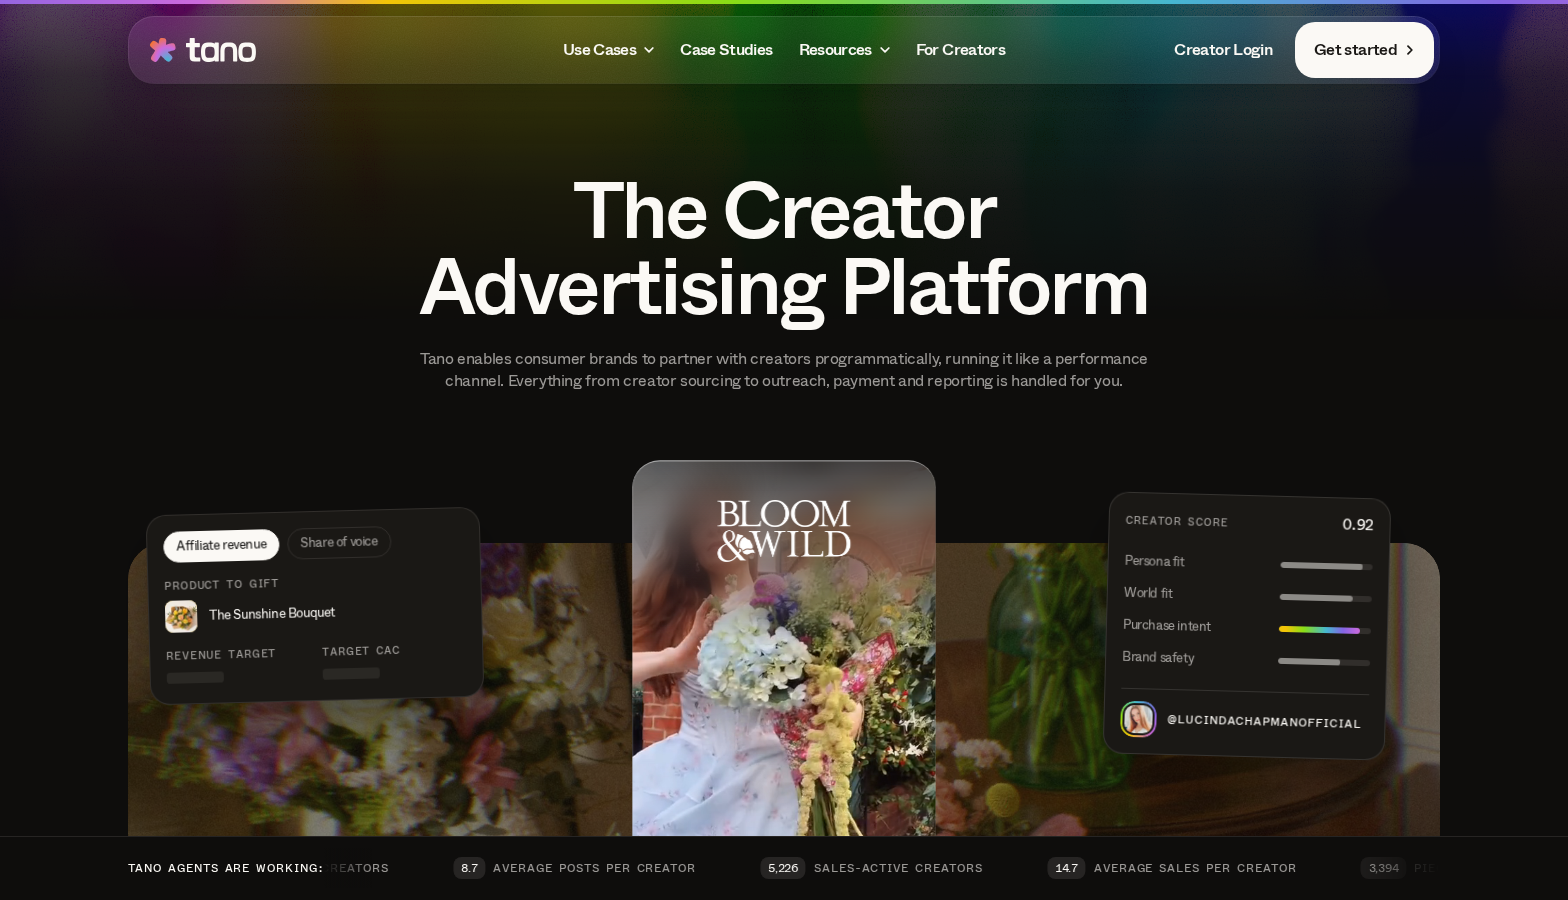 tano
Use Cases
Case Studies
Resources
For Creators
Creator Login
Get started
The Creator
Advertising Platform
Tano enables consumer brands to partner with creators programmatically, running it like a performance
channel. Everything from creator sourcing to outreach, payment and reporting is handled for you.
BLOOM
&WILD
Affiliate revenue
Share of voice
PRODUCT TO GIFT
The Sunshine Bouquet
REVENUE TARGET
TARGET CAC
CREATOR SCORE
0.92
Persona fit
World fit
Purchase intent
Brand safety
@LUCINDACHAPMANOFFICIAL
TANO AGENTS ARE WORKING:
8.7 AVERAGE POSTS PER CREATOR
5,226 SALES-ACTIVE CREATORS
14.7 AVERAGE SALES PER CREATOR
3,394